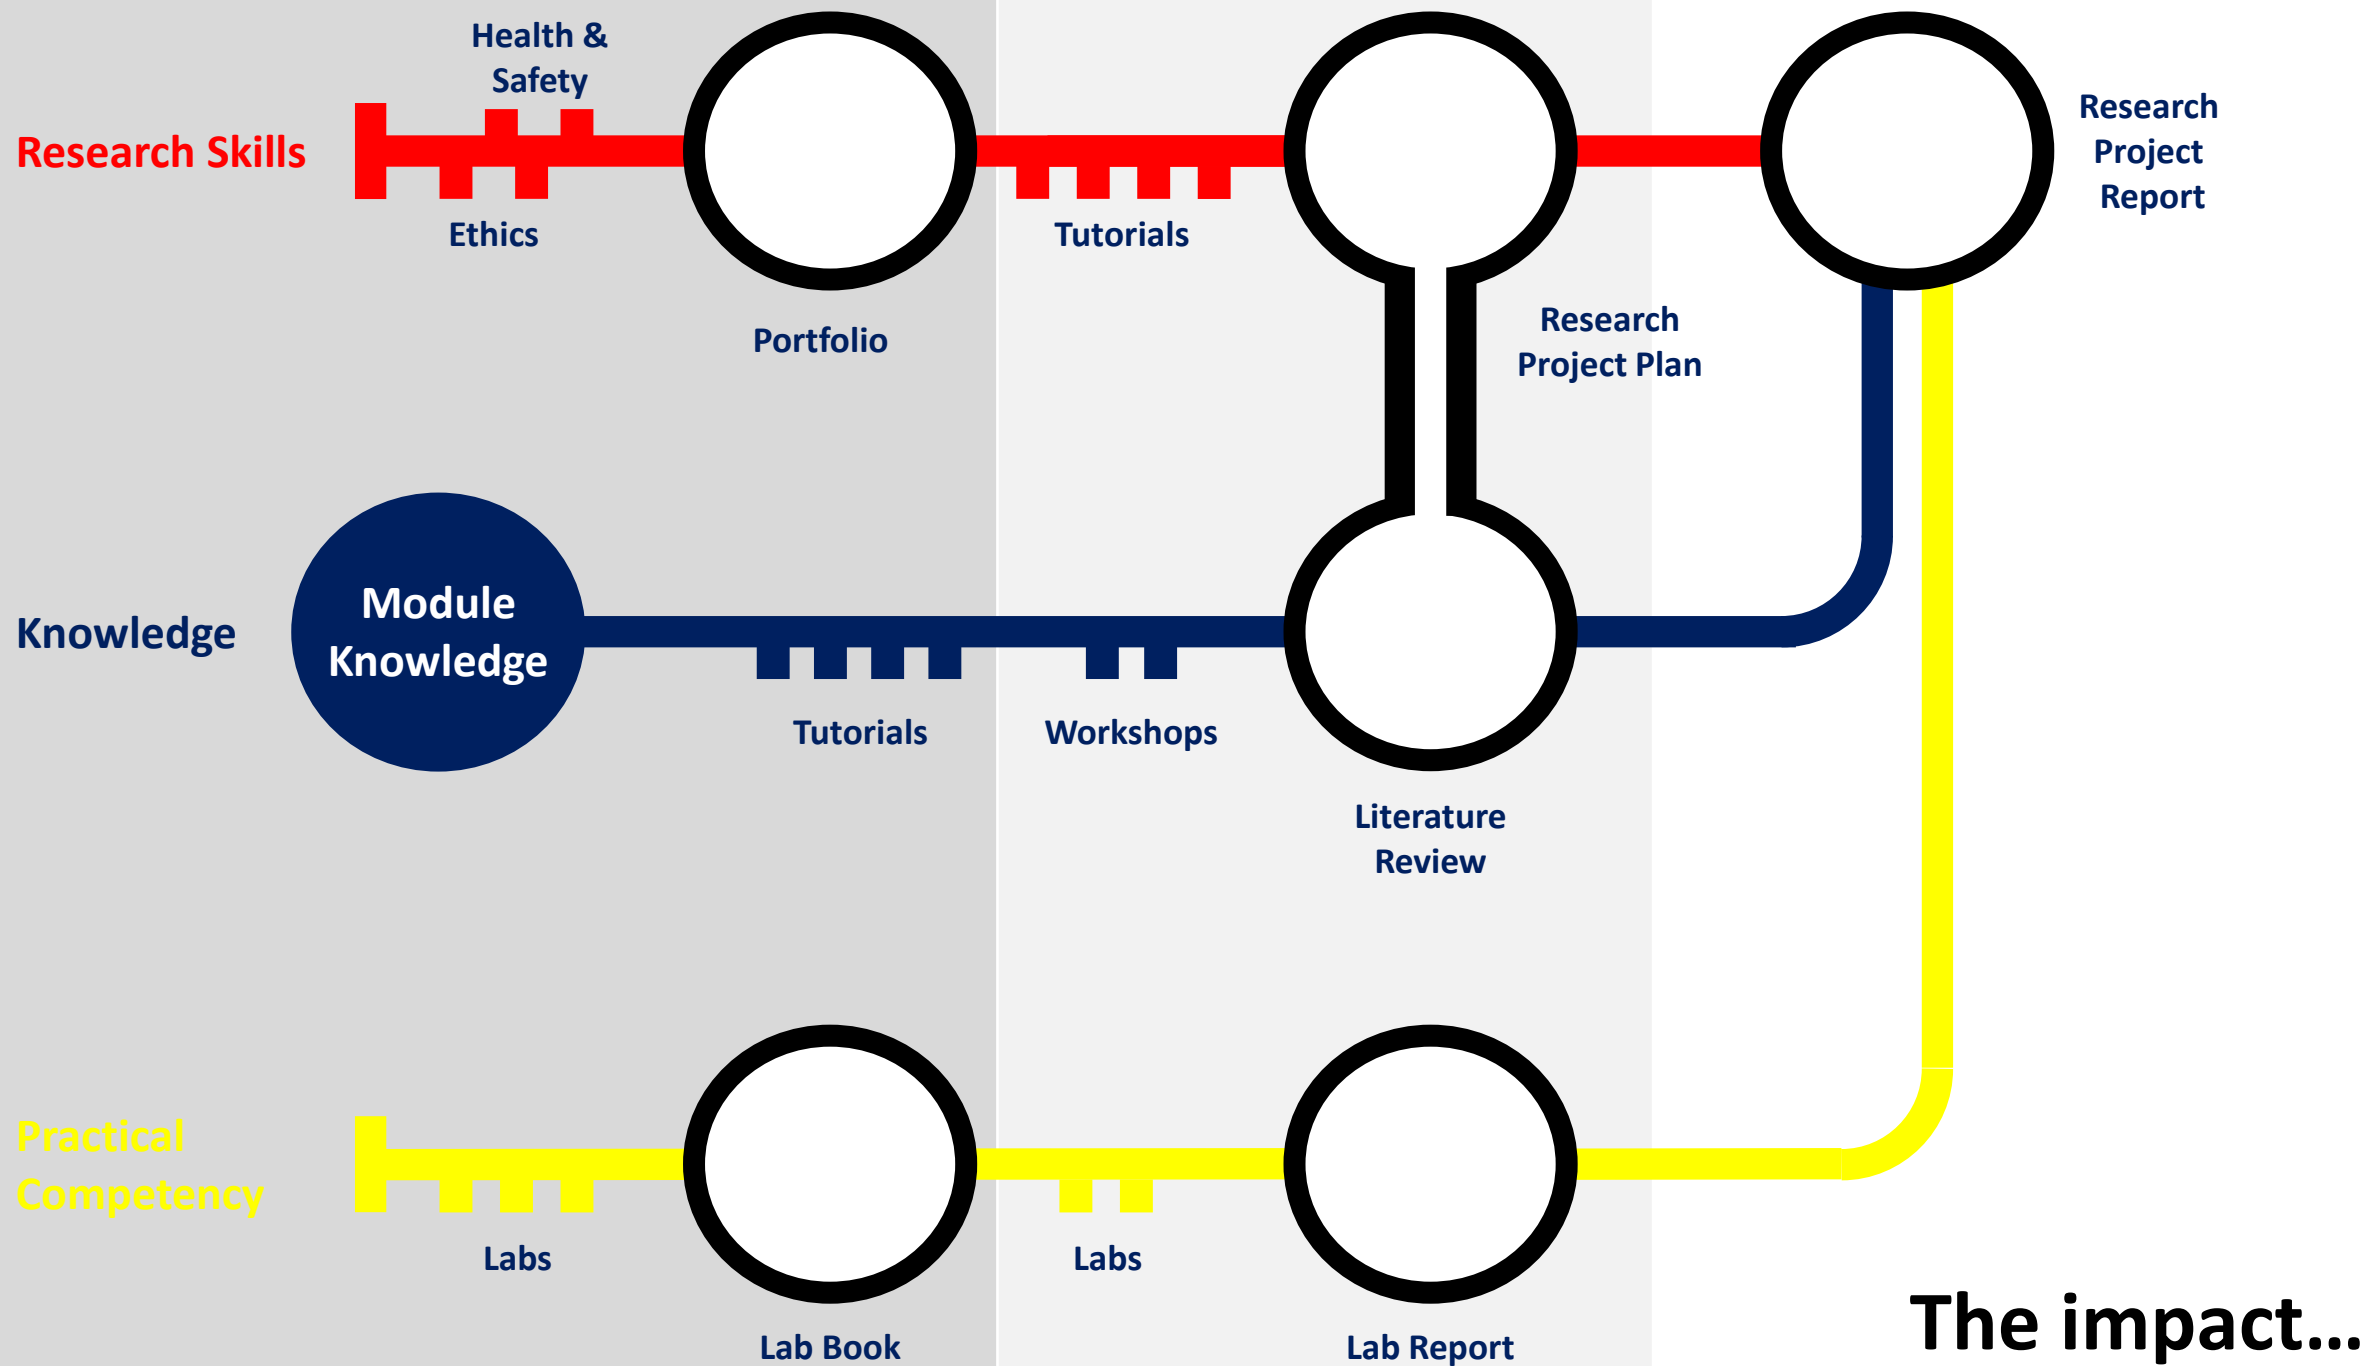 Health &
Safety
Research Skills
Ethics
Portfolio
Tutorials
Research
Project Plan
Research
Project
Report
Knowledge
Module
Knowledge
Tutorials
Workshops
Literature
Review
Practical
Competency
Labs
Lab Book
Labs
Lab Report
The impact...